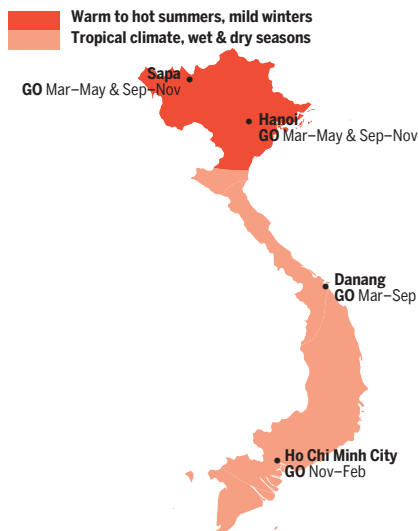 Warm to hot summers, mild winters
Tropical climate, wet & dry seasons
Sapa
GO Mar–May & Sep–Nov
Hanoi
GO Mar–May & Sep–Nov
Danang
GO Mar–Sep
Ho Chi Minh City
GO Nov–Feb